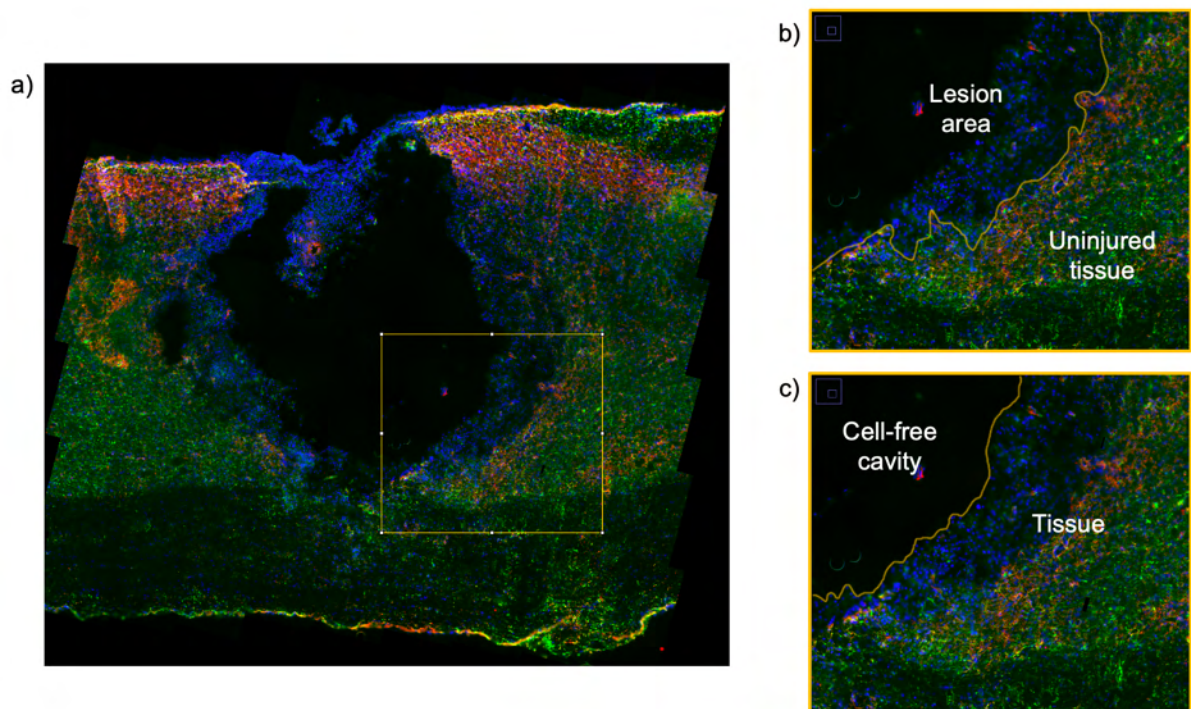 a)
b)
Lesion
area
Uninjured
tissue
c)
Cell-free
cavity
Tissue